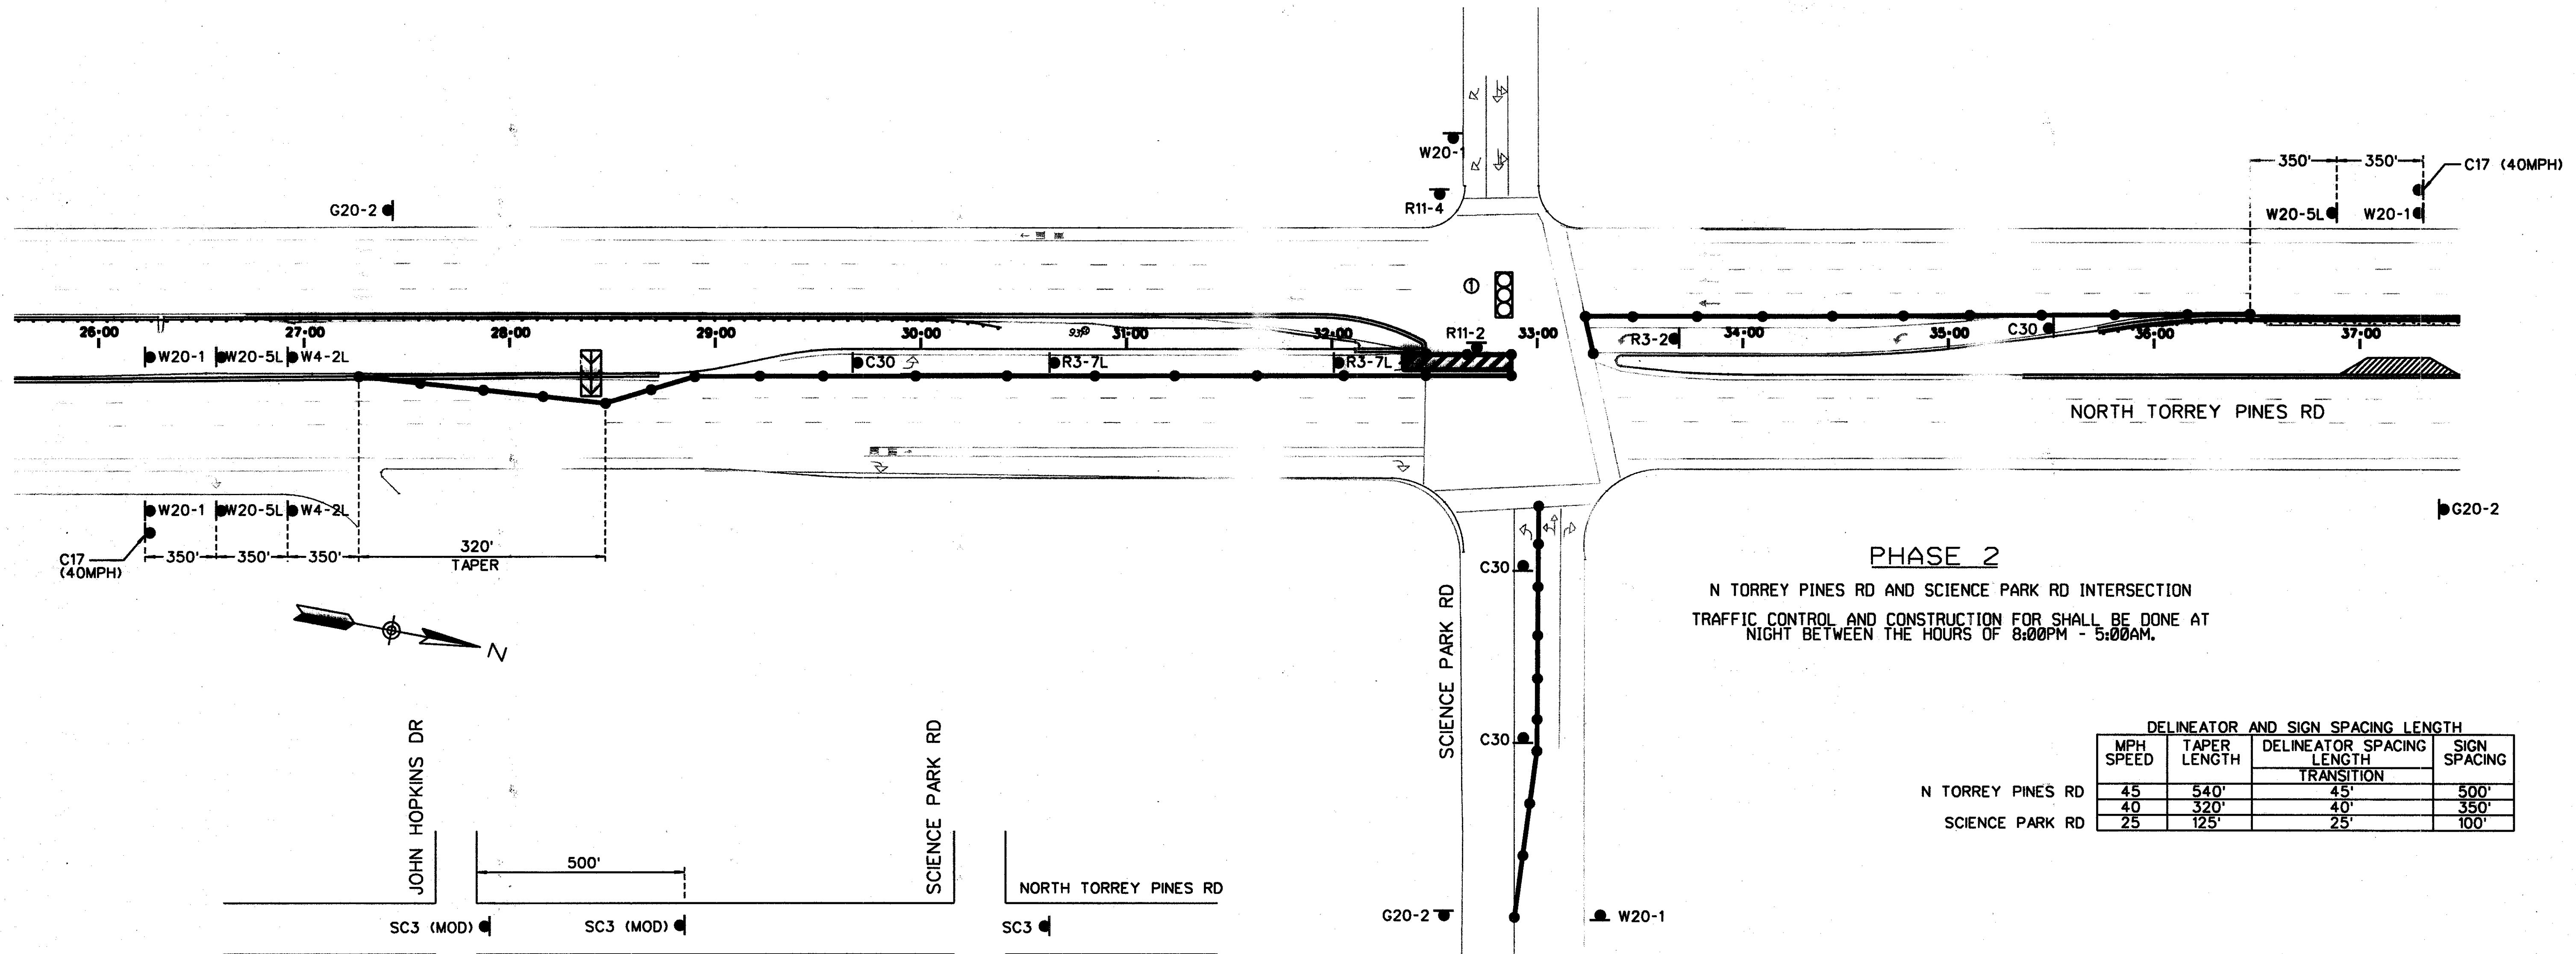 W20-1
R11-4
G20-2
350' 350'
C17 (40MPH)
W20-5L W20-1
1
R11-2
26:00 27:00 28:00 29:00 30:00 31:00 32:00 33:00 34:00 35:00 36:00 37:00
W20-1 W20-5L W4-2L
C30
R3-7L
R3-7L
R3-2
C30
NORTH TORREY PINES RD
W20-1 W20-5L W4-2L
C17
(40MPH)
350' 350' 350'
320'
TAPER
G20-2
N
C30
C30
SCIENCE PARK RD
PHASE 2
N TORREY PINES RD AND SCIENCE PARK RD INTERSECTION
TRAFFIC CONTROL AND CONSTRUCTION FOR SHALL BE DONE AT
NIGHT BETWEEN THE HOURS OF 8:00PM - 5:00AM.
JOHN HOPKINS DR
SCIENCE PARK RD
500'
NORTH TORREY PINES RD
SC3 (MOD)
SC3 (MOD)
SC3
G20-2
W20-1
DELINEATOR AND SIGN SPACING LENGTH
MPH SPEED TAPER LENGTH DELINEATOR SPACING LENGTH SIGN SPACING
TRANSITION
N TORREY PINES RD 45 540' 45' 500'
40 320' 40' 350'
SCIENCE PARK RD 25 125' 25' 100'